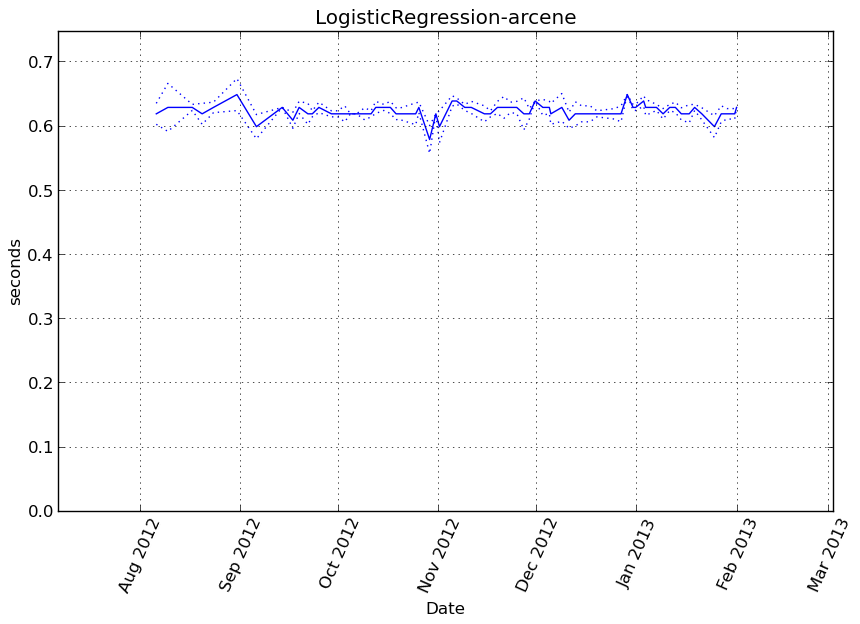 LogisticRegression-arcene
0.7
0.6
0.5
0.4
0.3
0.2
0.1
0.0
seconds
Aug 2012
Sep 2012
Oct 2012
Nov 2012
Dec 2012
Jan 2013
Feb 2013
Mar 2013
Date